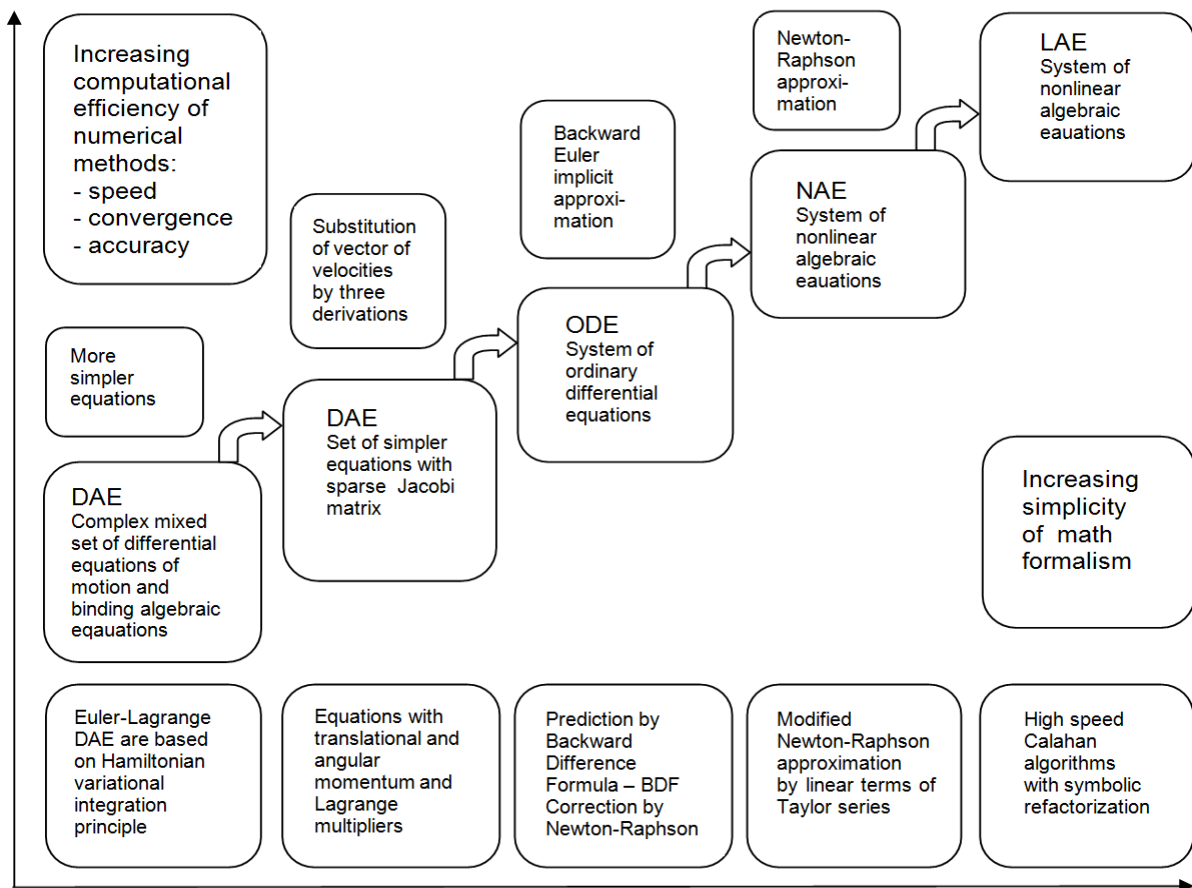 Increasing
computational
efficiency of
numerical
methods:
- speed
- convergence
- accuracy
More
simpler
equations
DAE
Complex mixed
set of differential
equations of
motion and
binding algebraic
eqauations
Substitution
of vector of
velocities
by three
derivations
DAE
Set of simpler
equations with
sparse Jacobi
matrix
Backward
Euler
implicit
approxi-
mation
ODE
System of
ordinary
differential
equations
Newton-
Raphson
approxi-
mation
NAE
System of
nonlinear
algebraic
eauations
LAE
System of
nonlinear
algebraic
eauations
Increasing
simplicity
of math
formalism
Euler-Lagrange
DAE are based
on Hamiltonian
variational
integration
principle
Equations with
translational and
angular
momentum and
Lagrange
multipliers
Prediction by
Backward
Difference
Formula – BDF
Correction by
Newton-Raphson
Modified
Newton-Raphson
approximation
by linear terms of
Taylor series
High speed
Calahan
algorithms
with symbolic
refactorization